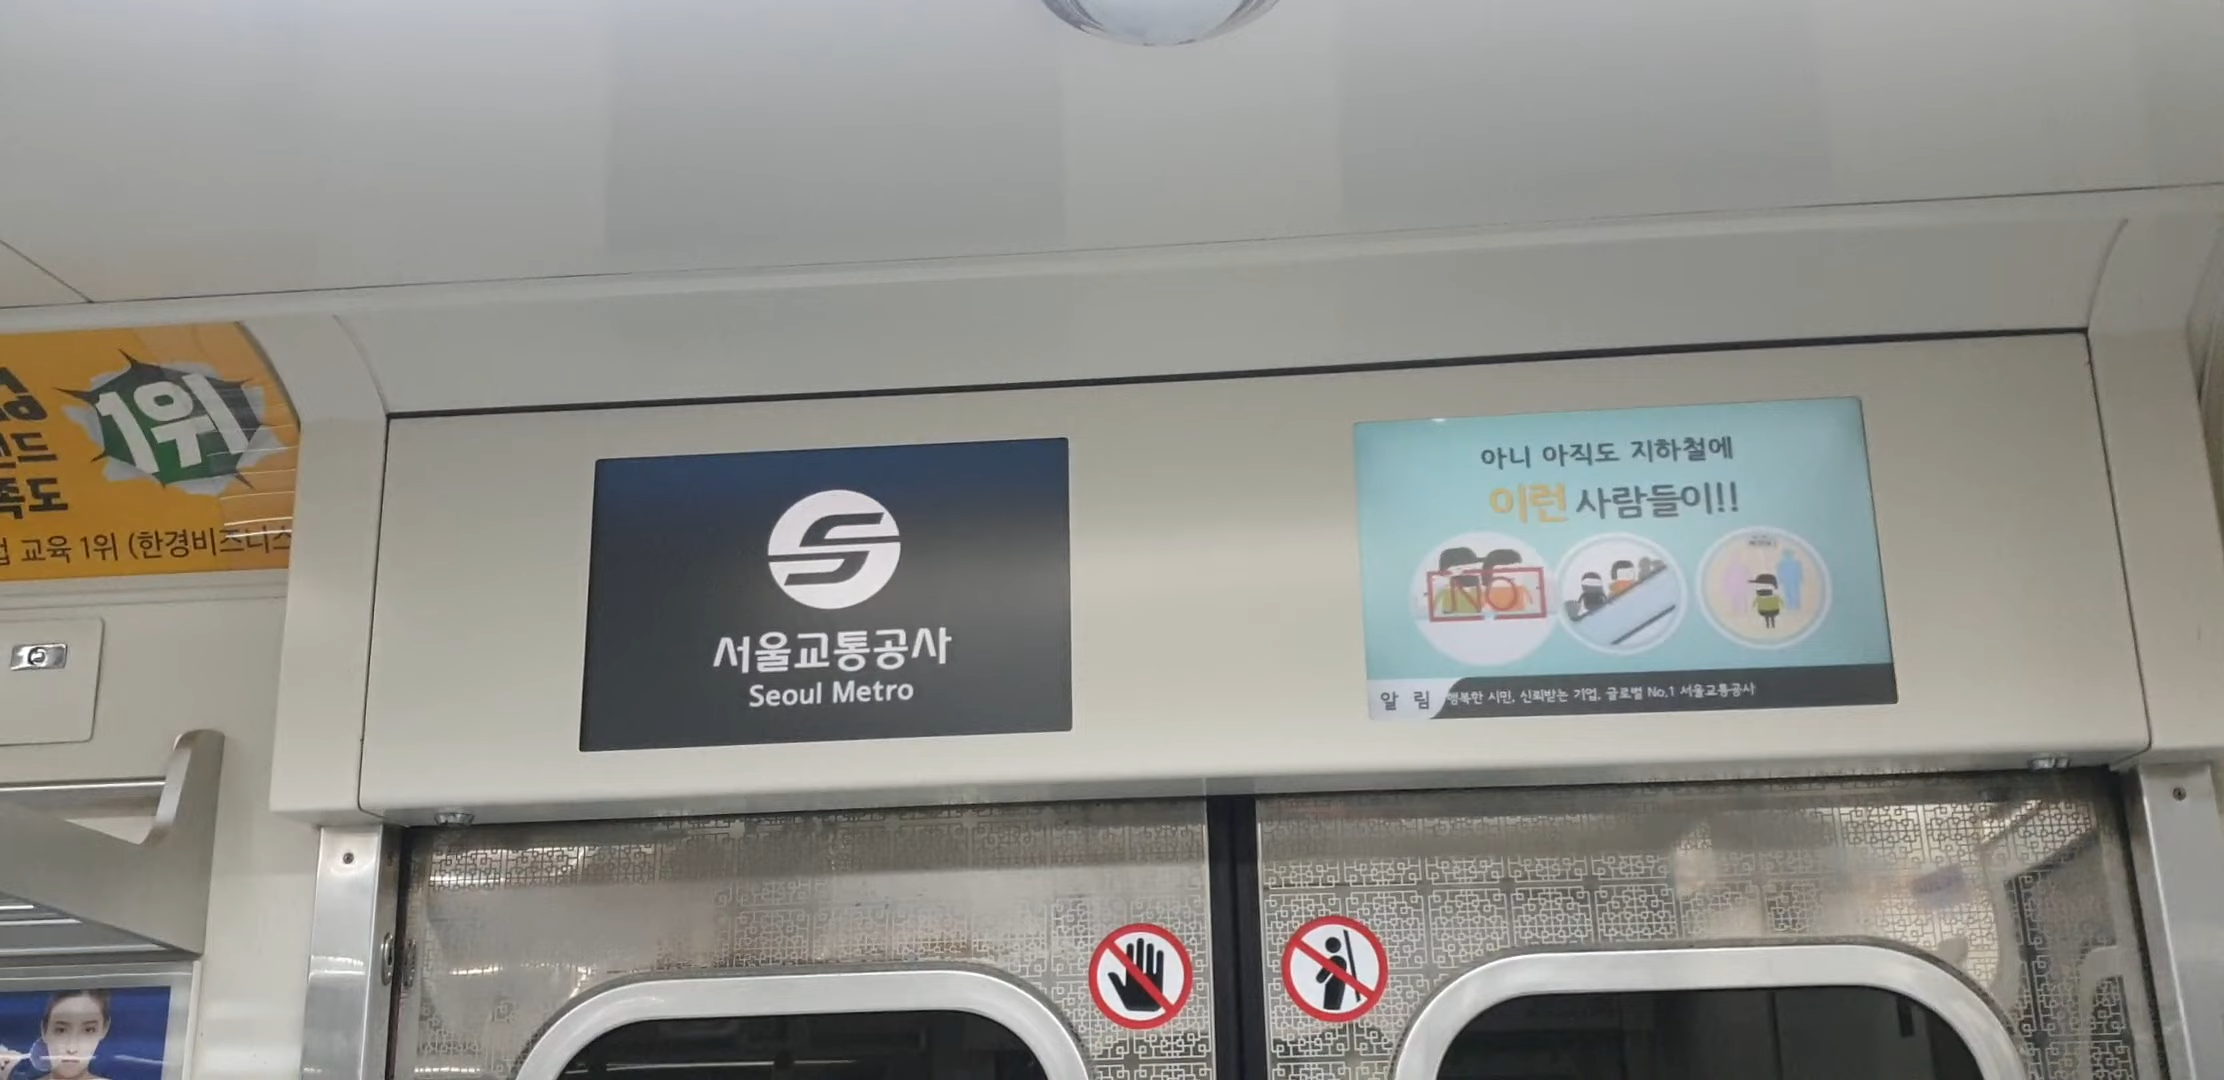 1위
족도
교육 1위 (한경비즈니스
서울교통공사
Seoul Metro
아니 아직도 지하철에
이런 사람들이!!
NO
알 림 행복한 시민, 신뢰받는 기업, 글로벌 No.1 서울교통공사